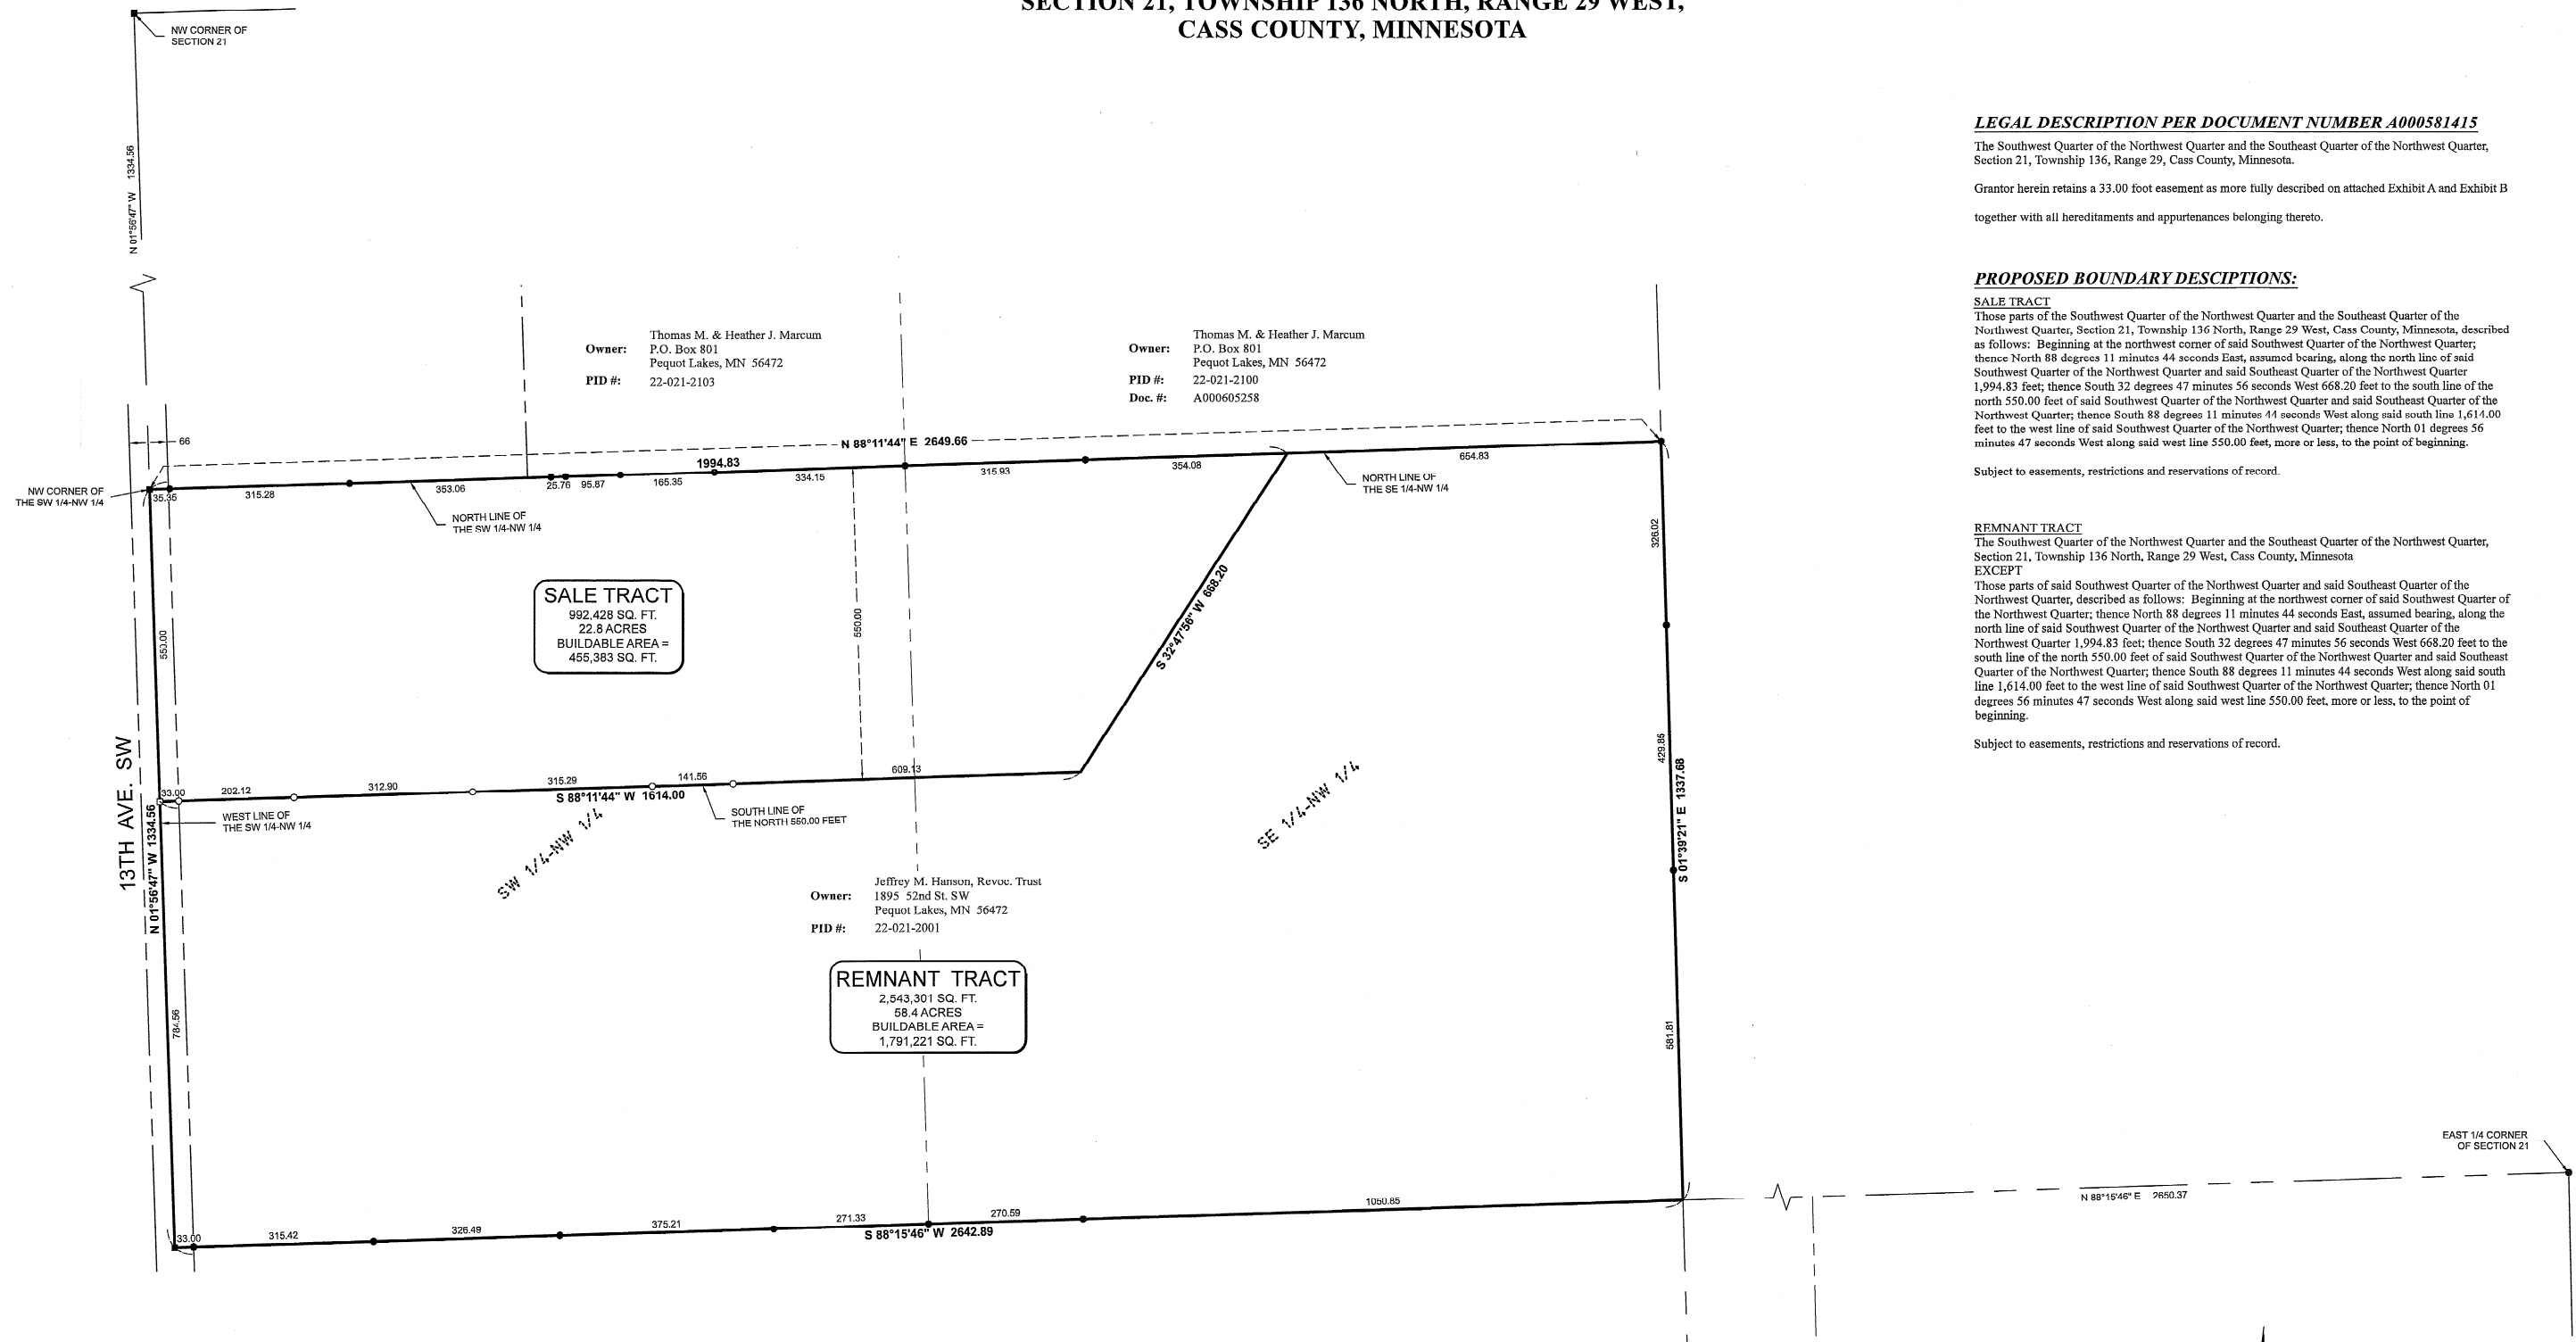 SECTION 21, TOWNSHIP 136 NORTH, RANGE 29 WEST,
CASS COUNTY, MINNESOTA
NW CORNER OF
SECTION 21
N 01°56'47" W 1334.56
LEGAL DESCRIPTION PER DOCUMENT NUMBER A000581415
The Southwest Quarter of the Northwest Quarter and the Southeast Quarter of the Northwest Quarter,
Section 21, Township 136, Range 29, Cass County, Minnesota.
Grantor herein retains a 33.00 foot easement as more fully described on attached Exhibit A and Exhibit B
together with all hereditaments and appurtenances belonging thereto.
PROPOSED BOUNDARY DESCIPTIONS:
SALE TRACT
Those parts of the Southwest Quarter of the Northwest Quarter and the Southeast Quarter of the
Northwest Quarter, Section 21, Township 136 North, Range 29 West, Cass County, Minnesota, described
as follows: Beginning at the northwest corner of said Southwest Quarter of the Northwest Quarter;
thence North 88 degrees 11 minutes 44 seconds East, assumed bearing, along the north line of said
Southwest Quarter of the Northwest Quarter and said Southeast Quarter of the Northwest Quarter
1,994.83 feet; thence South 32 degrees 47 minutes 56 seconds West 668.20 feet to the south line of the
north 550.00 feet of said Southwest Quarter of the Northwest Quarter and said Southeast Quarter of the
Northwest Quarter; thence South 88 degrees 11 minutes 44 seconds West along said south line 1,614.00
feet to the west line of said Southwest Quarter of the Northwest Quarter; thence North 01 degrees 56
minutes 47 seconds West along said west line 550.00 feet, more or less, to the point of beginning.
Subject to easements, restrictions and reservations of record.
REMNANT TRACT
The Southwest Quarter of the Northwest Quarter and the Southeast Quarter of the Northwest Quarter,
Section 21, Township 136 North, Range 29 West, Cass County, Minnesota
EXCEPT
Those parts of said Southwest Quarter of the Northwest Quarter and said Southeast Quarter of the
Northwest Quarter, described as follows: Beginning at the northwest corner of said Southwest Quarter of
the Northwest Quarter; thence North 88 degrees 11 minutes 44 seconds East, assumed bearing, along the
north line of said Southwest Quarter of the Northwest Quarter and said Southeast Quarter of the
Northwest Quarter 1,994.83 feet; thence South 32 degrees 47 minutes 56 seconds West 668.20 feet to the
south line of the north 550.00 feet of said Southwest Quarter of the Northwest Quarter and said Southeast
Quarter of the Northwest Quarter; thence South 88 degrees 11 minutes 44 seconds West along said south
line 1,614.00 feet to the west line of said Southwest Quarter of the Northwest Quarter; thence North 01
degrees 56 minutes 47 seconds West along said west line 550.00 feet, more or less, to the point of
beginning.
Subject to easements, restrictions and reservations of record.
Owner:
Thomas M. & Heather J. Marcum
P.O. Box 801
Pequot Lakes, MN 56472
PID #: 22-021-2103
Owner:
Thomas M. & Heather J. Marcum
P.O. Box 801
Pequot Lakes, MN 56472
PID #: 22-021-2100
Doc. #: A000605258
66
N 88°11'44" E 2649.66
1994.83
NW CORNER OF
THE SW 1/4-NW 1/4
35.35
315.28
353.06
25.76
95.87
165.35
334.15
315.93
354.08
654.83
NORTH LINE OF
THE SW 1/4-NW 1/4
NORTH LINE OF
THE SE 1/4-NW 1/4
326.02
550.00
SALE TRACT
992,428 SQ. FT.
22.8 ACRES
BUILDABLE AREA =
455,383 SQ. FT.
550.00
S 32°47'56" W 668.20
429.85
S 01°39'21" E 1337.68
33.00
202.12
312.90
315.29
141.56
609.13
S 88°11'44" W 1614.00
WEST LINE OF
THE SW 1/4-NW 1/4
SOUTH LINE OF
THE NORTH 550.00 FEET
13TH AVE. SW
N 01°56'47" W 1334.56
SW 1/4-NW 1/4
SE 1/4-NW 1/4
Owner:
Jeffrey M. Hanson, Revoc. Trust
1895 52nd St. SW
Pequot Lakes, MN 56472
PID #: 22-021-2001
REMNANT TRACT
2,543,301 SQ. FT.
58.4 ACRES
BUILDABLE AREA =
1,791,221 SQ. FT.
784.56
581.81
33.00
315.42
326.49
375.21
271.33
270.59
1050.85
S 88°15'46" W 2642.89
EAST 1/4 CORNER
OF SECTION 21
N 88°15'46" E 2650.37